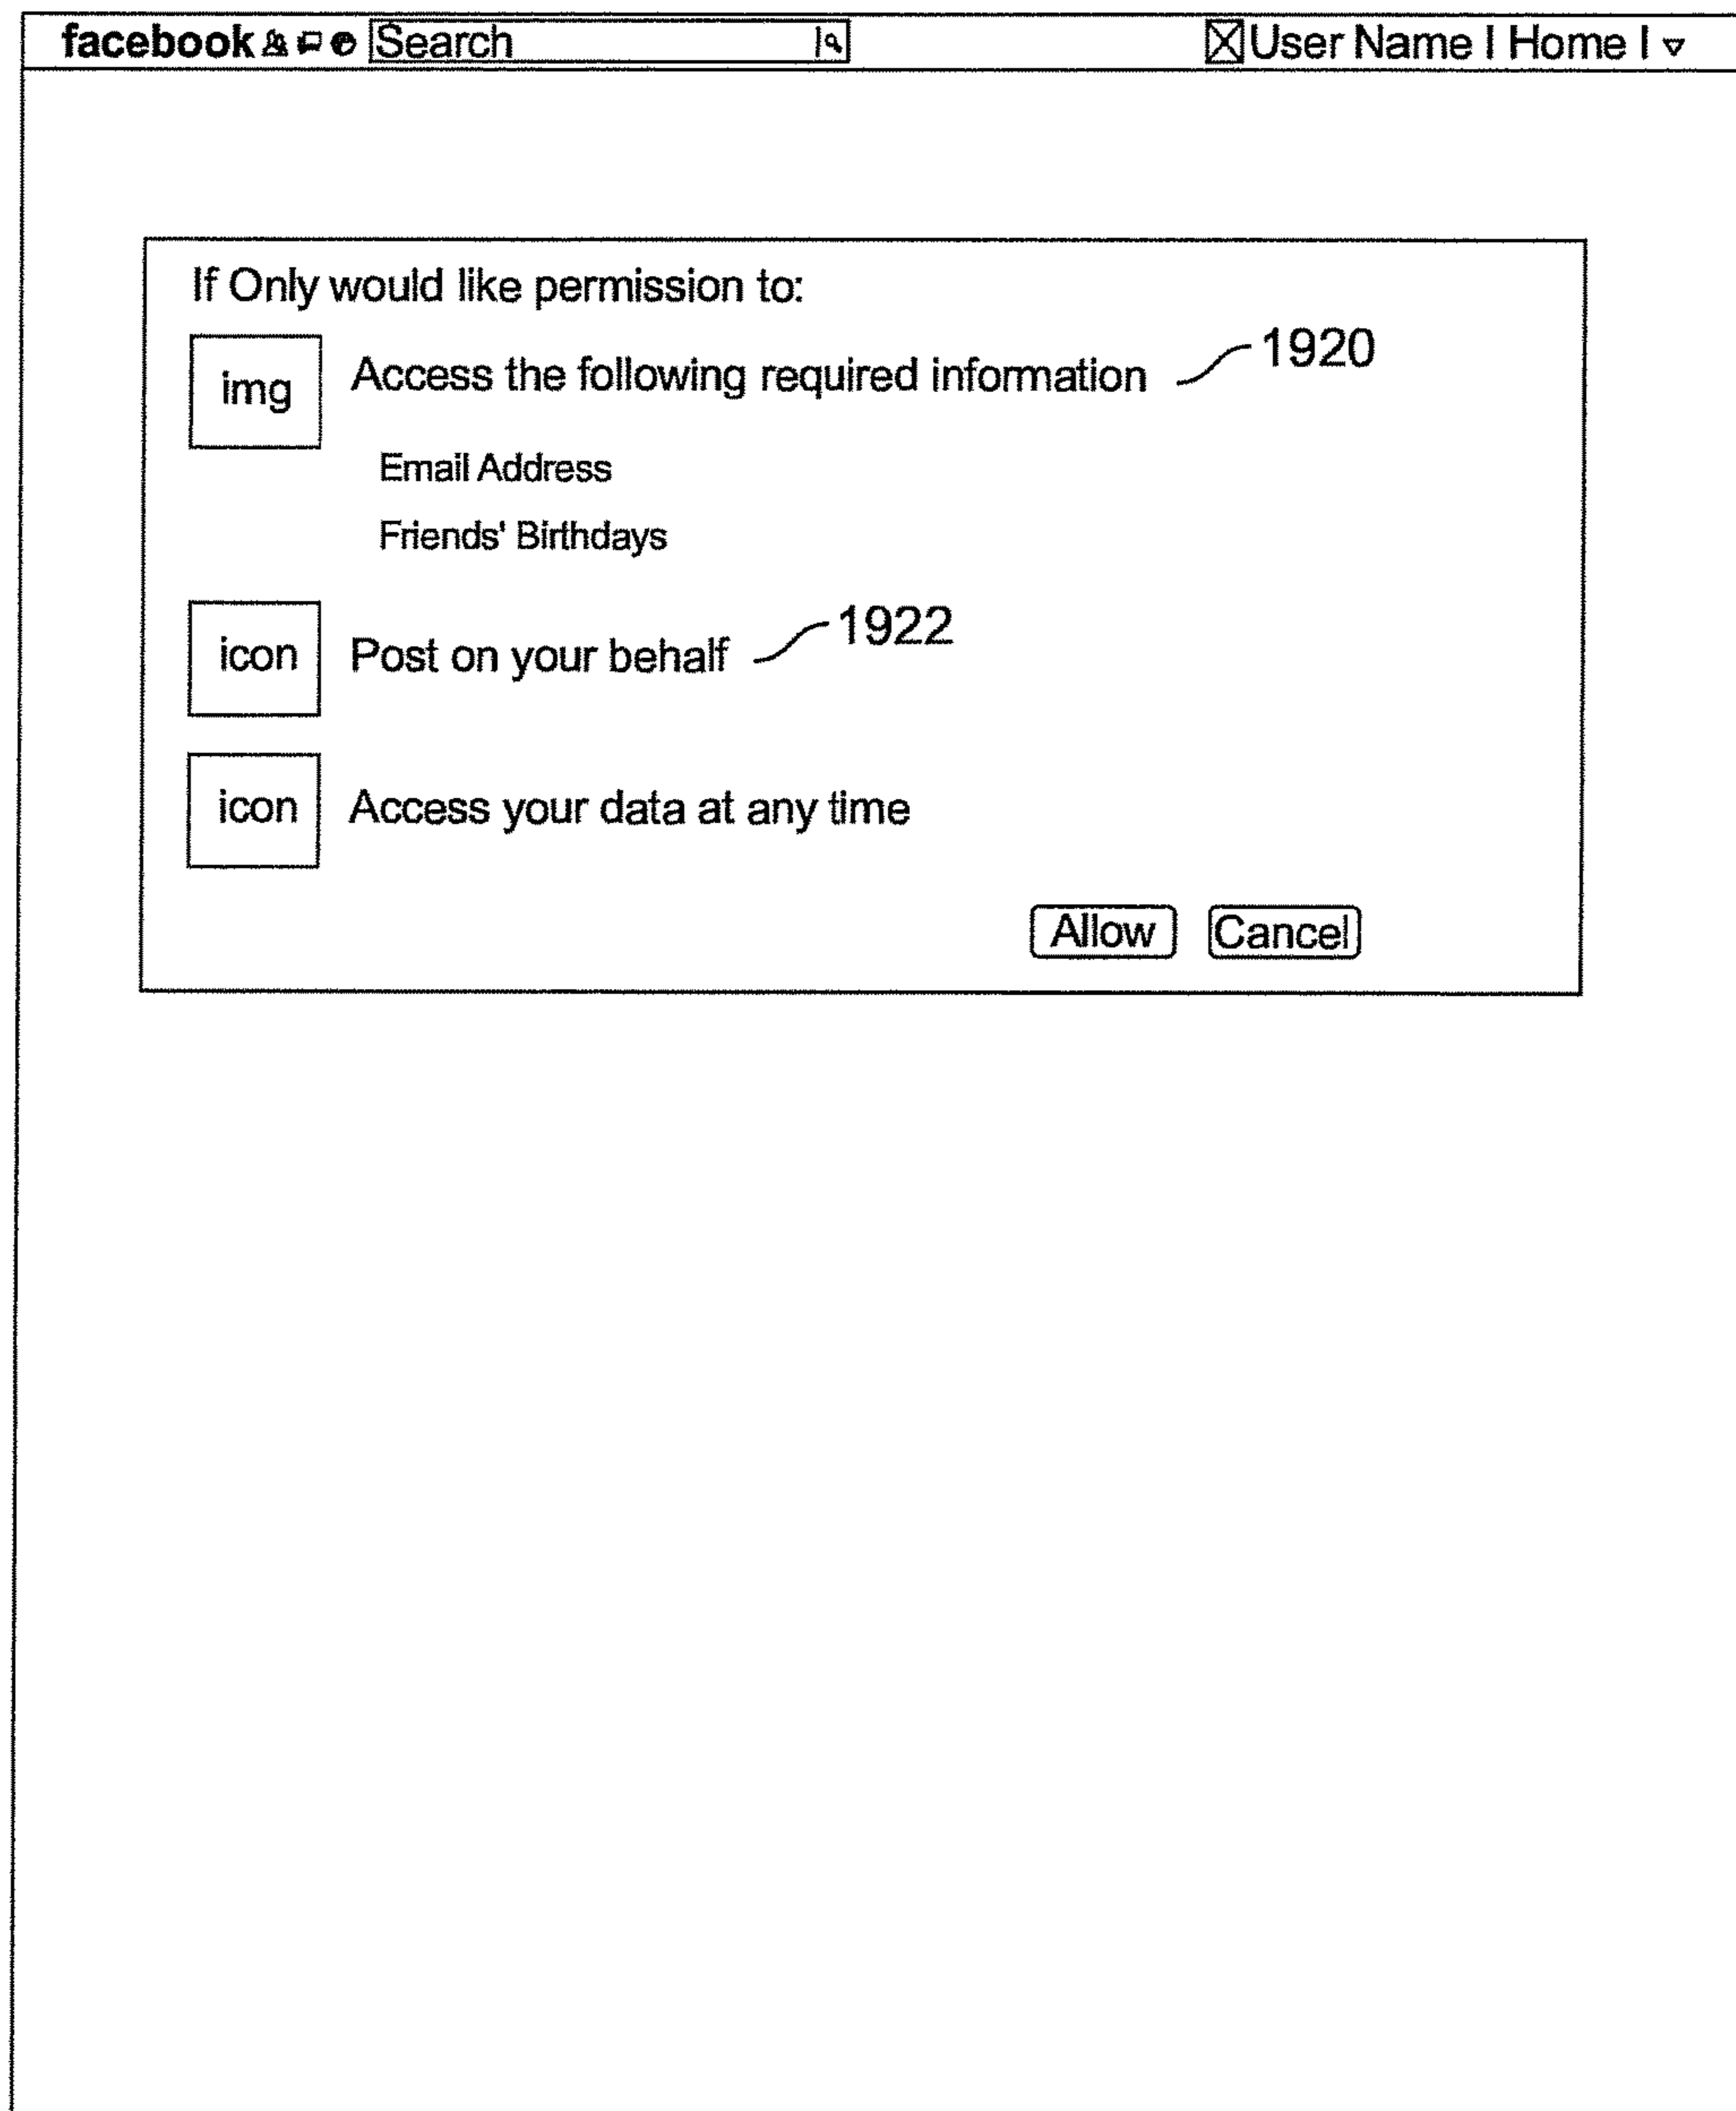 facebook Search User Name | Home |
If Only would like permission to:
img Access the following required information 1920
Email Address
Friends' Birthdays
icon Post on your behalf 1922
icon Access your data at any time
Allow Cancel